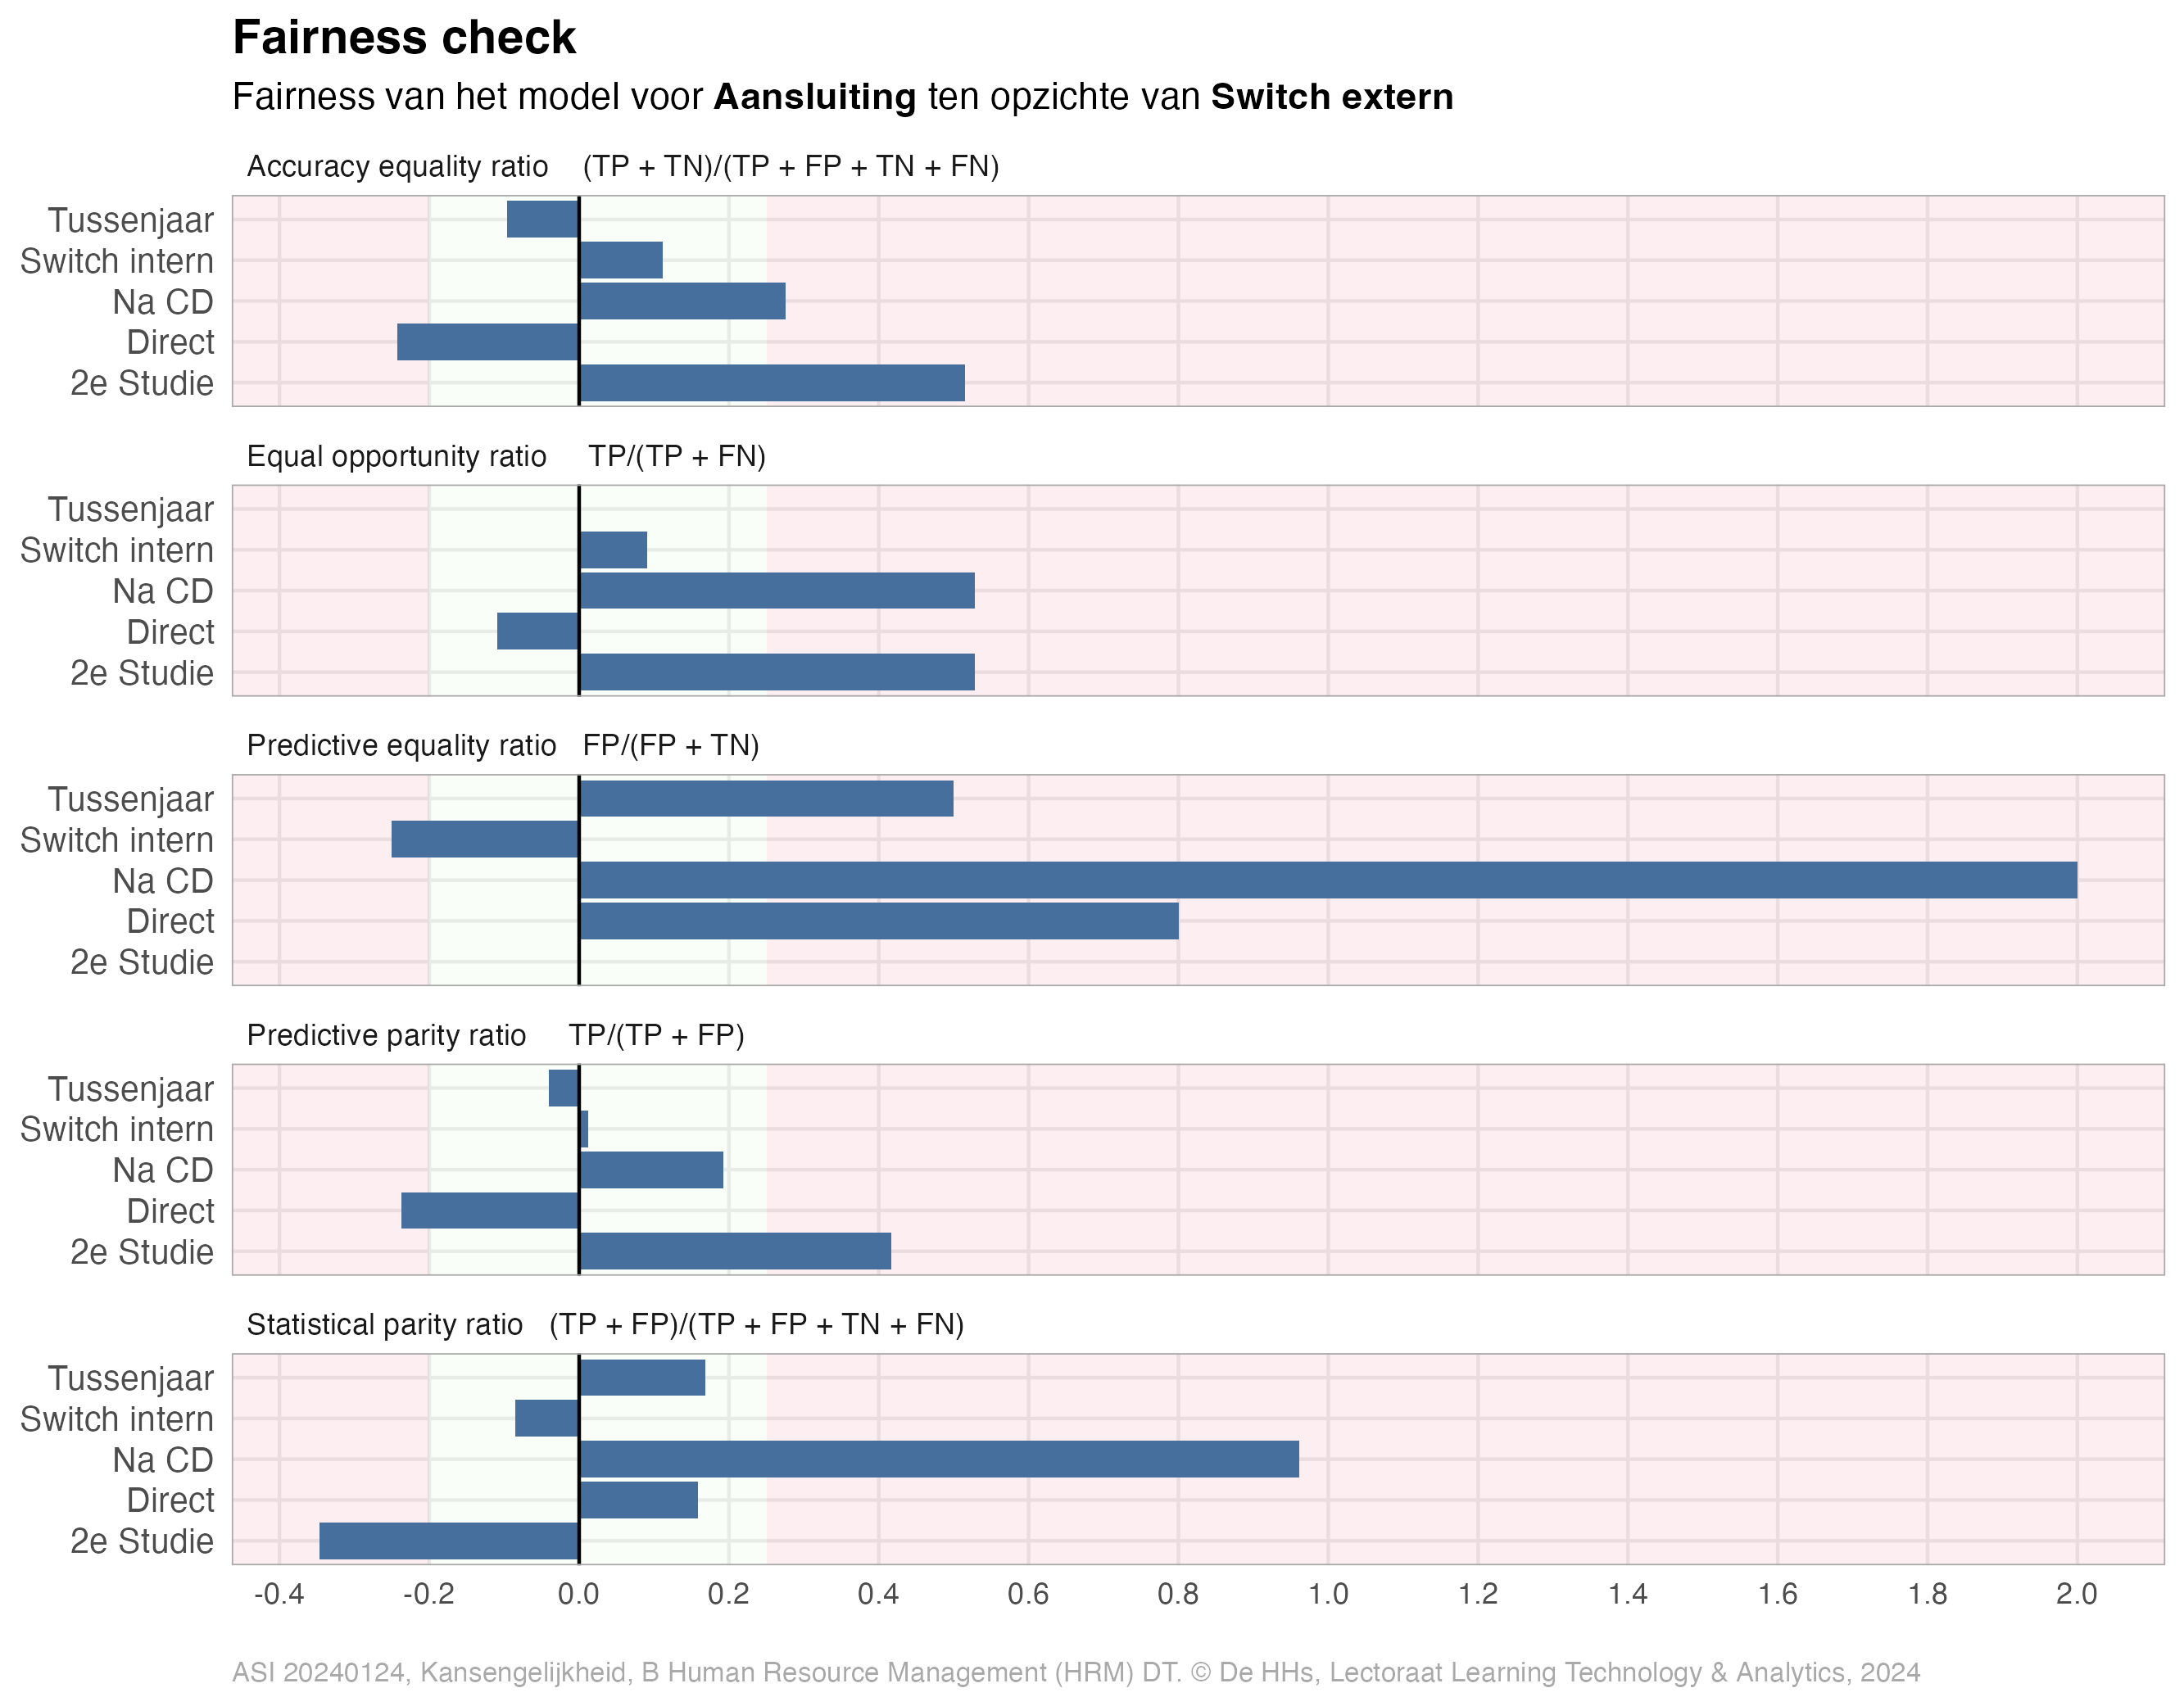 Fairness check
Fairness van het model voor Aansluiting ten opzichte van Switch extern
Accuracy equality ratio (TP + TN)/(TP + FP + TN + FN)
Tussenjaar
Switch intern
Na CD
Direct
2e Studie
Equal opportunity ratio TP/(TP + FN)
Tussenjaar
Switch intern
Na CD
Direct
2e Studie
Predictive equality ratio FP/(FP + TN)
Tussenjaar
Switch intern
Na CD
Direct
2e Studie
Predictive parity ratio TP/(TP + FP)
Tussenjaar
Switch intern
Na CD
Direct
2e Studie
Statistical parity ratio (TP + FP)/(TP + FP + TN + FN)
Tussenjaar
Switch intern
Na CD
Direct
2e Studie
-0.4 -0.2 0.0 0.2 0.4 0.6 0.8 1.0 1.2 1.4 1.6 1.8 2.0
ASI 20240124, Kansengelijkheid, B Human Resource Management (HRM) DT. © De HHs, Lectoraat Learning Technology & Analytics, 2024